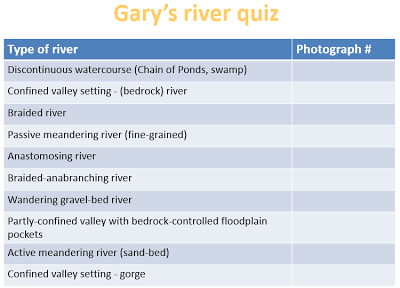 Gary's river quiz
Type of river Photograph #
Discontinuous watercourse (Chain of Ponds, swamp)
Confined valley setting - (bedrock) river
Braided river
Passive meandering river (fine-grained)
Anastomosing river
Braided-anabranching river
Wandering gravel-bed river
Partly-confined valley with bedrock-controlled floodplain
pockets
Active meandering river (sand-bed)
Confined valley setting - gorge